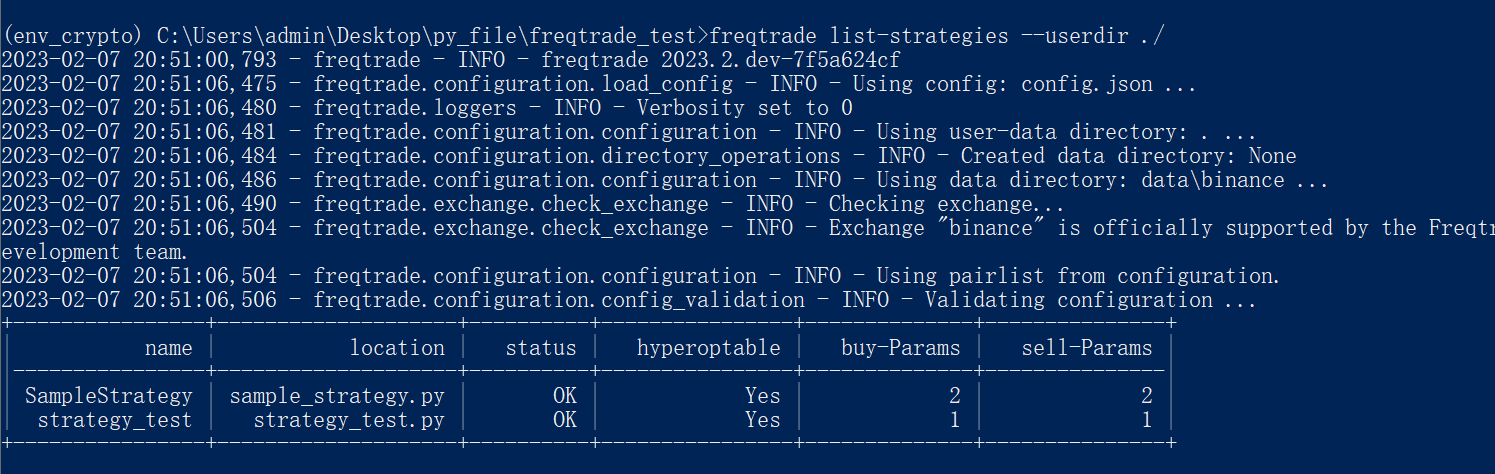 (env_crypto) C:\Users\admin\Desktop\py_file\freqtrade_test>freqtrade list-strategies --userdir ./
2023-02-07 20:51:00,793 - freqtrade - INFO - freqtrade 2023.2.dev-7f5a624cf
2023-02-07 20:51:06,475 - freqtrade.configuration.load_config - INFO - Using config: config.json ...
2023-02-07 20:51:06,480 - freqtrade.loggers - INFO - Verbosity set to 0
2023-02-07 20:51:06,481 - freqtrade.configuration.configuration - INFO - Using user-data directory: . ...
2023-02-07 20:51:06,484 - freqtrade.configuration.directory_operations - INFO - Created data directory: None
2023-02-07 20:51:06,486 - freqtrade.configuration.configuration - INFO - Using data directory: data\binance ...
2023-02-07 20:51:06,490 - freqtrade.exchange.check_exchange - INFO - Checking exchange...
2023-02-07 20:51:06,504 - freqtrade.exchange.check_exchange - INFO - Exchange "binance" is officially supported by the Freqtr
evelopment team.
2023-02-07 20:51:06,504 - freqtrade.configuration.configuration - INFO - Using pairlist from configuration.
2023-02-07 20:51:06,506 - freqtrade.configuration.config_validation - INFO - Validating configuration ...
name | location | status | hyperoptable | buy-Params | sell-Params
SampleStrategy | sample_strategy.py | OK | Yes | 2 | 2
strategy_test | strategy_test.py | OK | Yes | 1 | 1